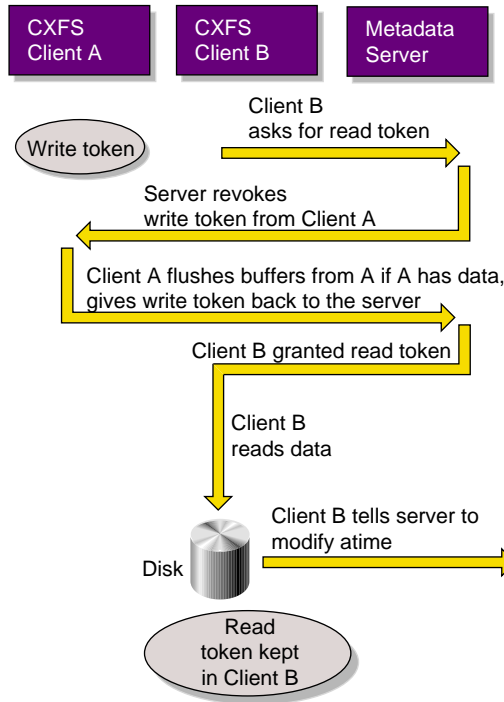 CXFS
Client A
CXFS
Client B
Metadata
Server
Client B
asks for read token
Write token
Server revokes
write token from Client A
Client A flushes buffers from A if A has data,
gives write token back to the server
Client B granted read token
Client B
reads data
Client B tells server to
modify atime
Disk
Read
token kept
in Client B